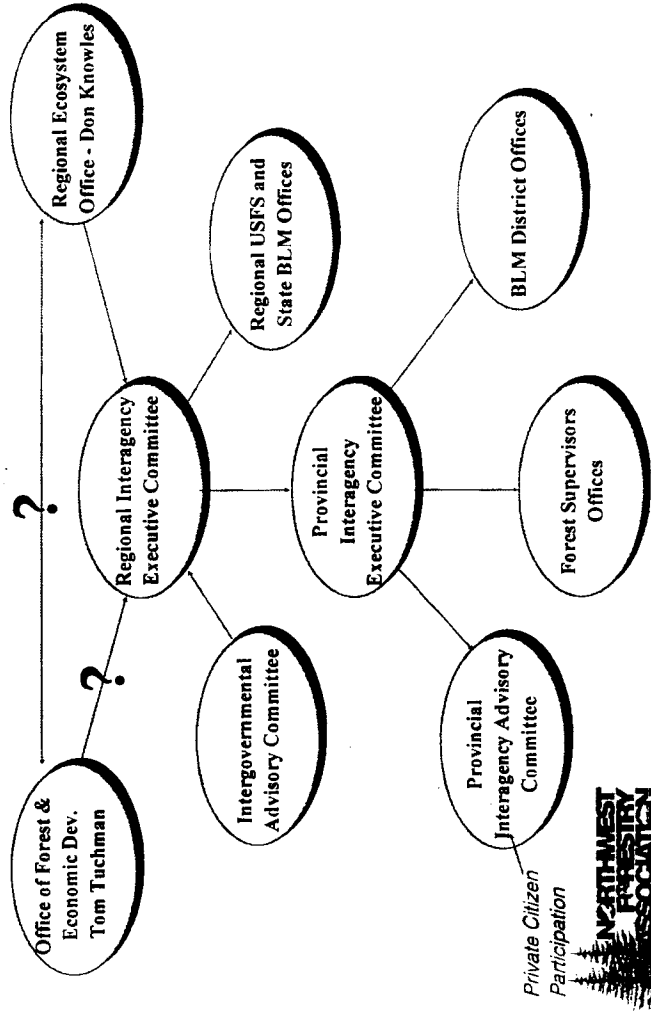 Office of Forest &
Economic Dev.
Tom Tuchman
?
Regional Ecosystem
Office - Don Knowles
?
Regional Interagency
Executive Committee
Intergovernmental
Advisory Committee
Regional USFS and
State BLM Offices
Provincial
Interagency
Executive Committee
Provincial
Interagency Advisory
Committee
Forest Supervisors
Offices
BLM District Offices
Private Citizen
Participation
NORTHWEST
FORESTRY
ASSOCIATION